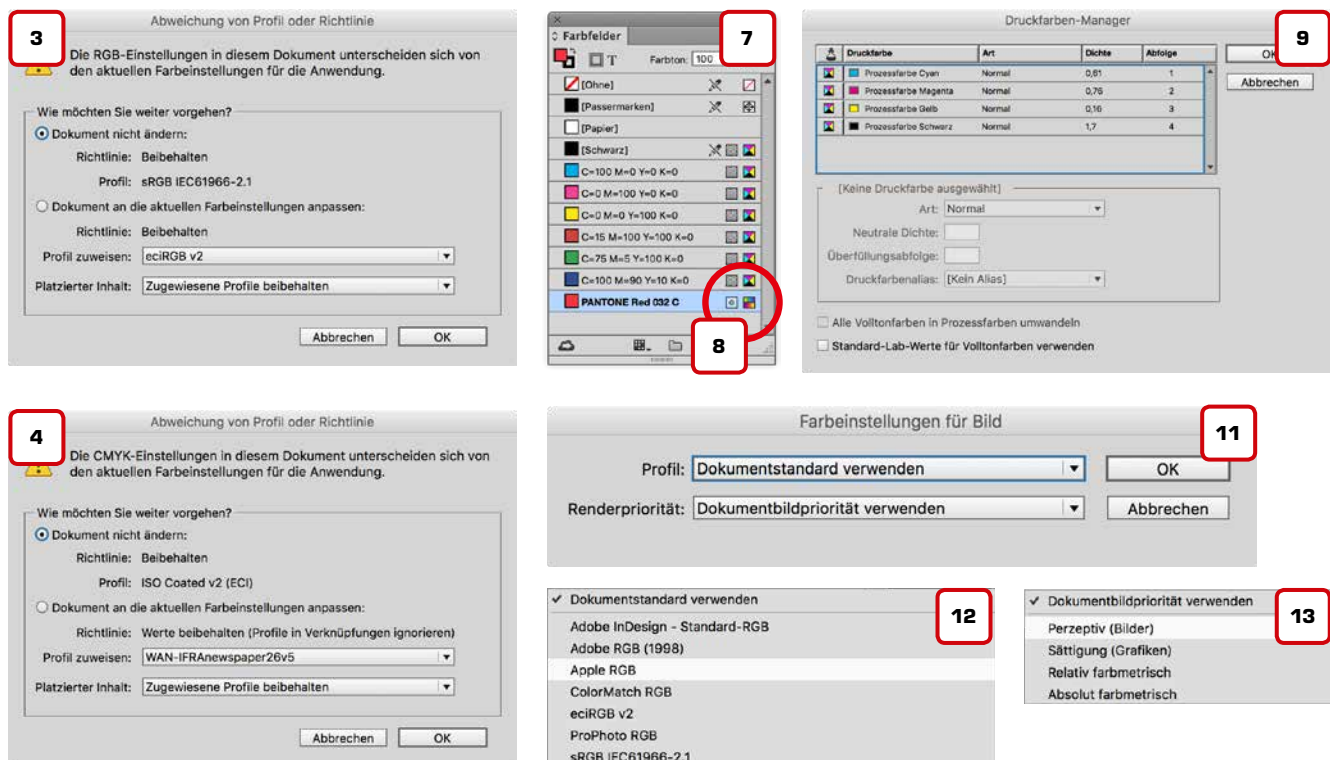 3
Abweichung von Profil oder Richtlinie
Die RGB-Einstellungen in diesem Dokument unterscheiden sich von
den aktuellen Farbeinstellungen für die Anwendung.
Wie möchten Sie weiter vorgehen?
Dokument nicht ändern:
Richtlinie: Beibehalten
Profil: sRGB IEC61966-2.1
Dokument an die aktuellen Farbeinstellungen anpassen:
Richtlinie: Beibehalten
Profil zuweisen: eciRGB v2
Platzierter Inhalt: Zugewiesene Profile beibehalten
Abbrechen OK
7
Farbfelder
T Farbton: 100
[Ohne]
[Passermarken]
[Papier]
[Schwarz]
C=100 M=0 Y=0 K=0
C=0 M=100 Y=0 K=0
C=0 M=0 Y=100 K=0
C=15 M=100 Y=100 K=0
C=75 M=5 Y=100 K=0
C=100 M=90 Y=10 K=0
PANTONE Red 032 C
8
9
Druckfarben-Manager
Druckfarbe Art Dichte Abfolge
Prozessfarbe Cyan Normal 0,61 1
Prozessfarbe Magenta Normal 0,76 2
Prozessfarbe Gelb Normal 0,16 3
Prozessfarbe Schwarz Normal 1,7 4
OK
Abbrechen
[Keine Druckfarbe ausgewählt]
Art: Normal
Neutrale Dichte:
Überfüllungsabfolge:
Druckfarbenalias: [Kein Alias]
Alle Volltonfarben in Prozessfarben umwandeln
Standard-Lab-Werte für Volltonfarben verwenden
4
Abweichung von Profil oder Richtlinie
Die CMYK-Einstellungen in diesem Dokument unterscheiden sich von
den aktuellen Farbeinstellungen für die Anwendung.
Wie möchten Sie weiter vorgehen?
Dokument nicht ändern:
Richtlinie: Beibehalten
Profil: ISO Coated v2 (ECI)
Dokument an die aktuellen Farbeinstellungen anpassen:
Richtlinie: Werte beibehalten (Profile in Verknüpfungen ignorieren)
Profil zuweisen: WAN-IFRAnewspaper26v5
Platzierter Inhalt: Zugewiesene Profile beibehalten
Abbrechen OK
11
Farbeinstellungen für Bild
Profil: Dokumentstandard verwenden OK
Renderpriorität: Dokumentbildpriorität verwenden Abbrechen
12
Dokumentstandard verwenden
Adobe InDesign - Standard-RGB
Adobe RGB (1998)
Apple RGB
ColorMatch RGB
eciRGB v2
ProPhoto RGB
sRGB IEC61966-2.1
13
Dokumentbildpriorität verwenden
Perzeptiv (Bilder)
Sättigung (Grafiken)
Relativ farbmetrisch
Absolut farbmetrisch